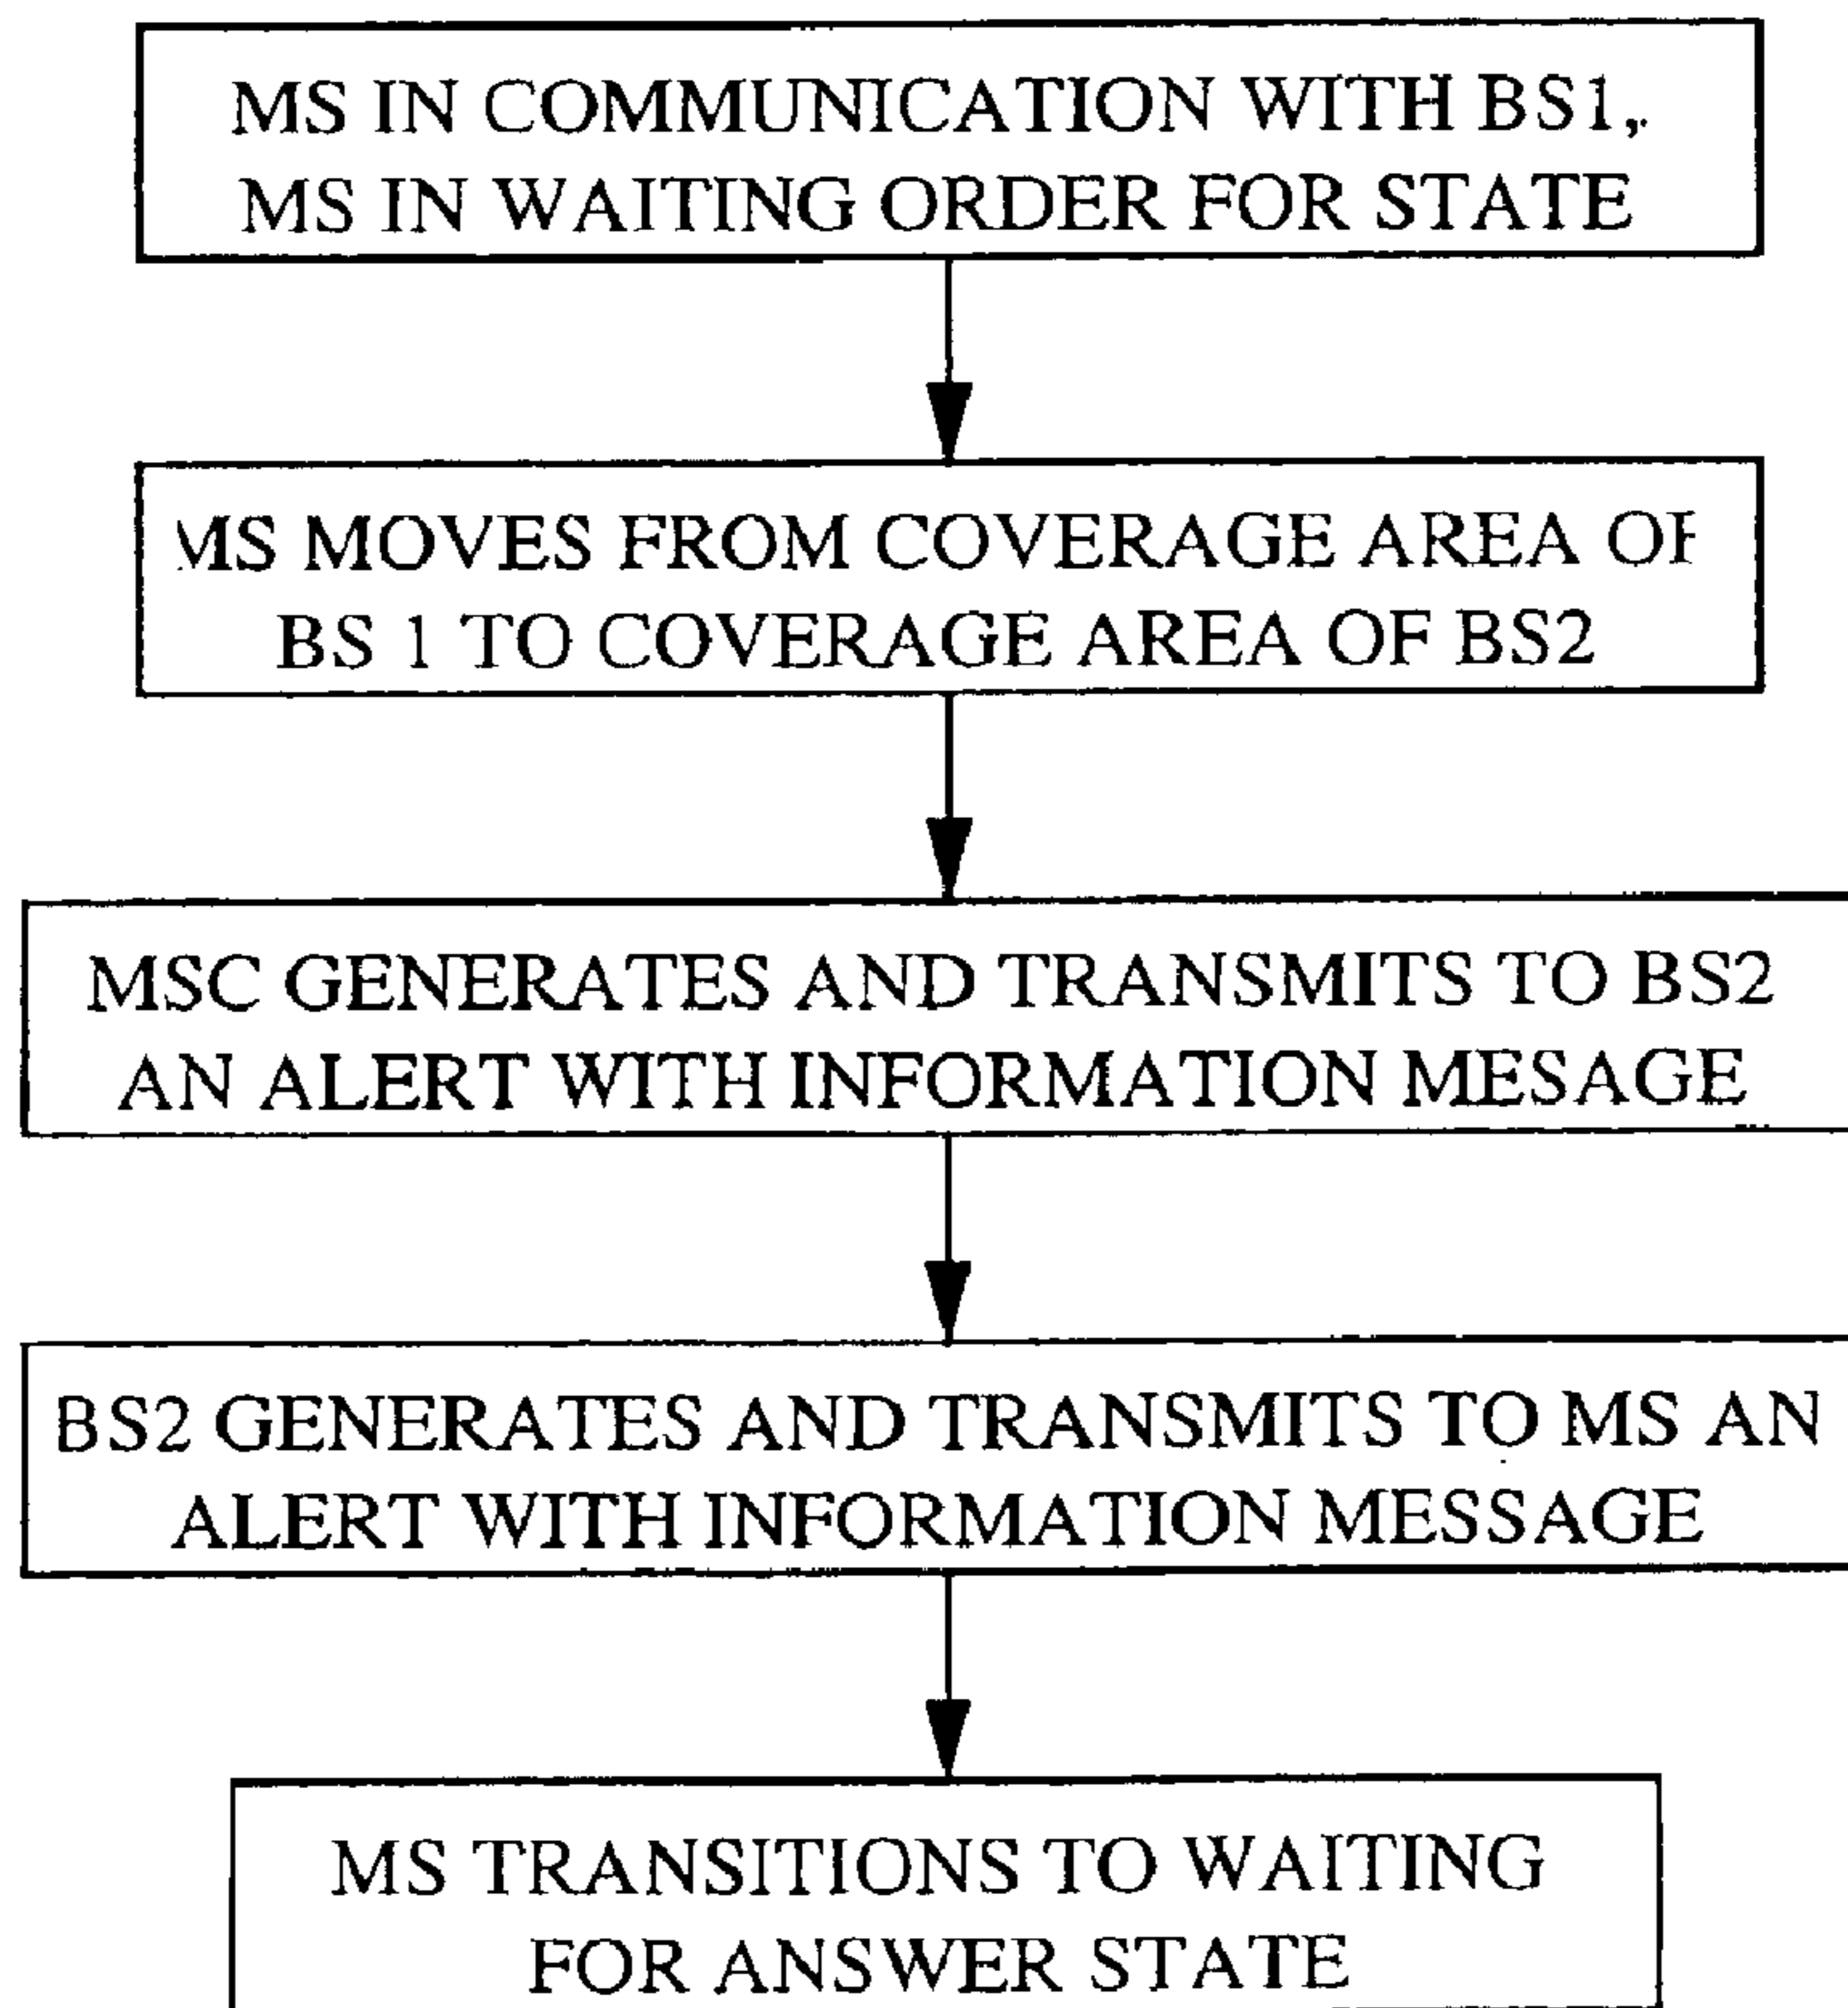 MS IN COMMUNICATION WITH BS1,
MS IN WAITING ORDER FOR STATE
MS MOVES FROM COVERAGE AREA OF
BS 1 TO COVERAGE AREA OF BS2
MSC GENERATES AND TRANSMITS TO BS2
AN ALERT WITH INFORMATION MESAGE
BS2 GENERATES AND TRANSMITS TO MS AN
ALERT WITH INFORMATION MESSAGE
MS TRANSITIONS TO WAITING
FOR ANSWER STATE